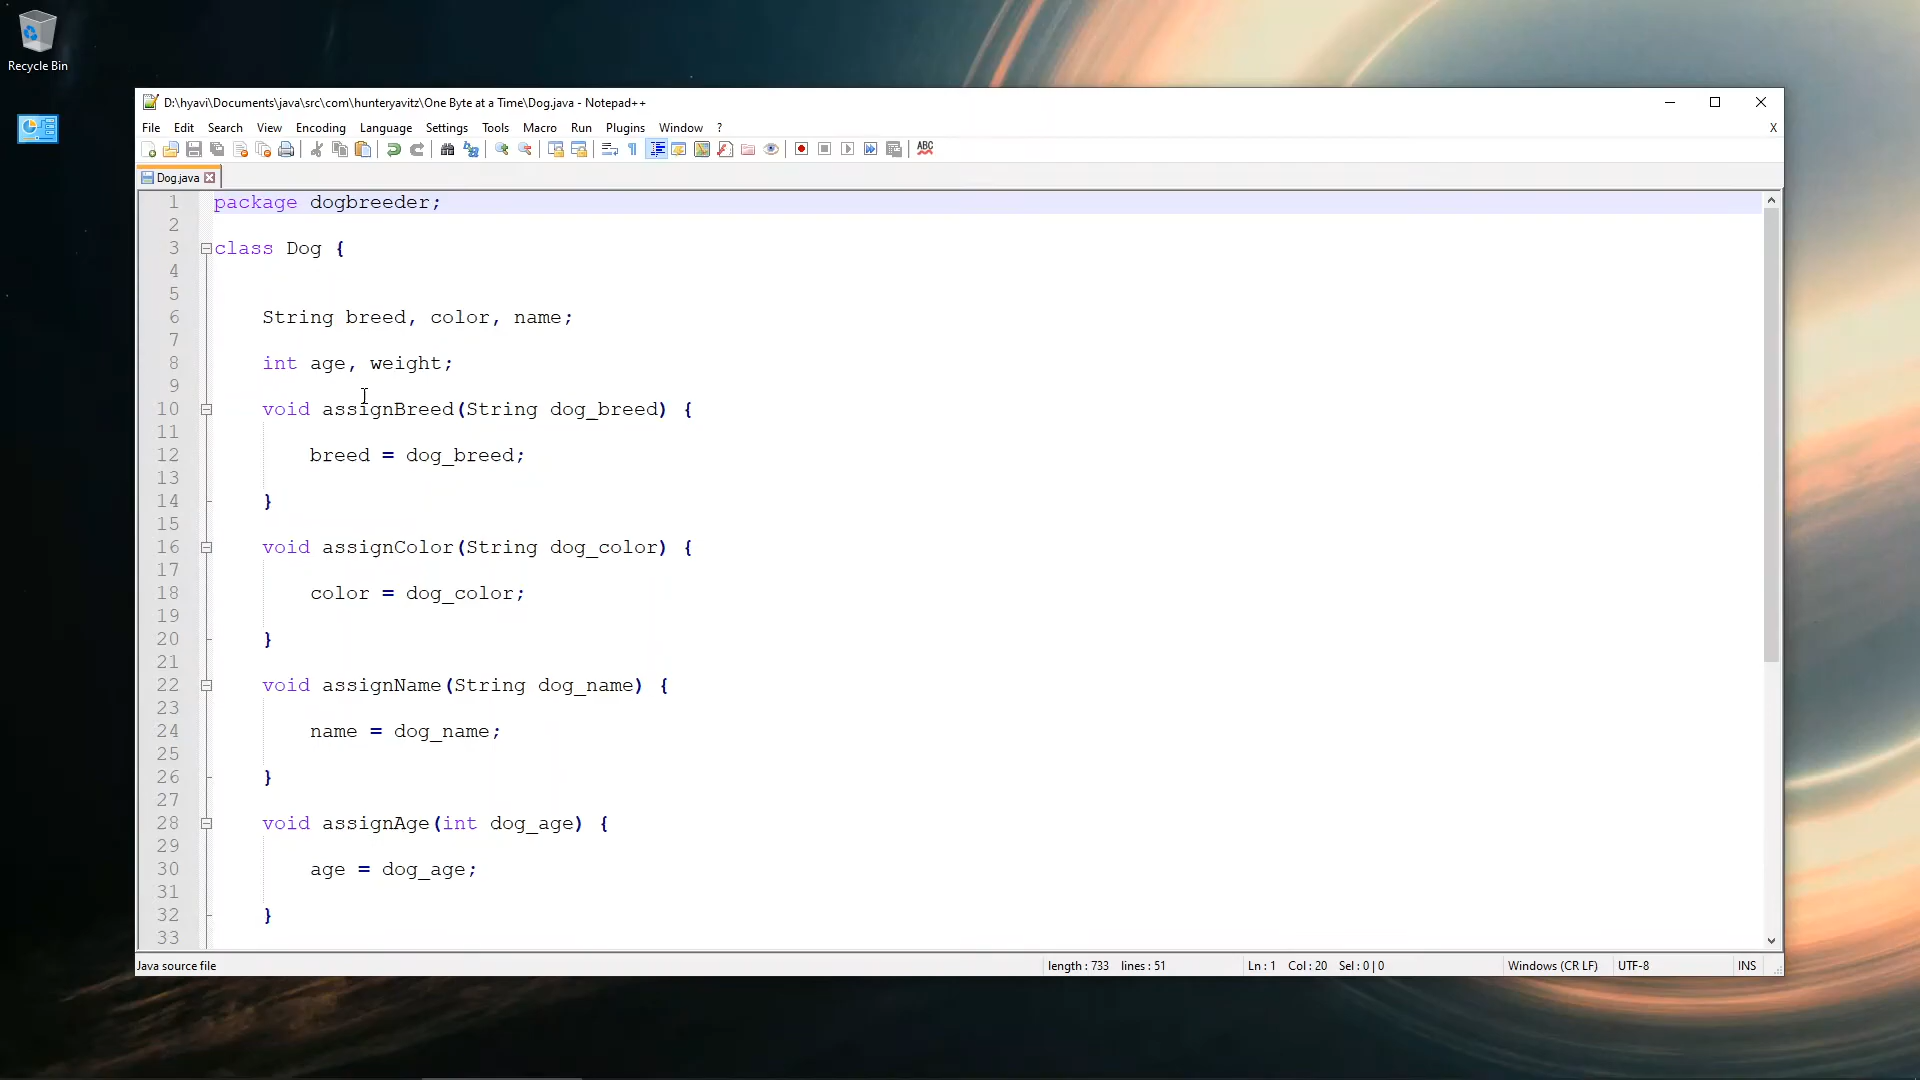 Recycle Bin
D:\hyavi\Documents\java\src\com\hunteryavitz\One Byte at a Time\Dog.java - Notepad++
File Edit Search View Encoding Language Settings Tools Macro Run Plugins Window ? X
ABC
Dog.java
1 package dogbreeder;
2
3 class Dog {
4
5
6 String breed, color, name;
7
8 int age, weight;
9
10 void assignBreed(String dog_breed) {
11
12 breed = dog_breed;
13
14 }
15
16 void assignColor(String dog_color) {
17
18 color = dog_color;
19
20 }
21
22 void assignName(String dog_name) {
23
24 name = dog_name;
25
26 }
27
28 void assignAge(int dog_age) {
29
30 age = dog_age;
31
32 }
33
Java source file length : 733 lines : 51 Ln : 1 Col : 20 Sel : 0 | 0 Windows (CR LF) UTF-8 INS